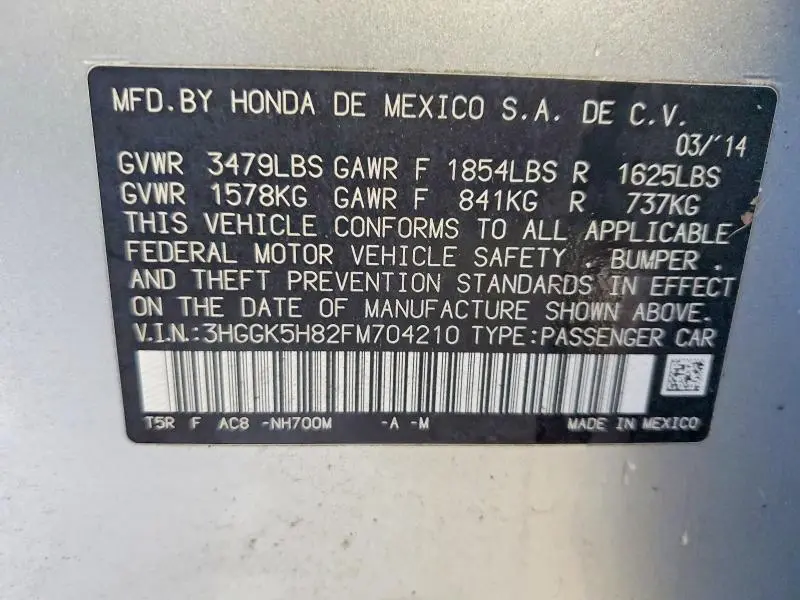 MFD.BY HONDA DE MEXICO S.A. DE C.V.
03/'14
GVWR 3479LBS GAWR F 1854LBS R 1625LBS
GVWR 1578KG GAWR F 841KG R 737KG
THIS VEHICLE CONFORMS TO ALL APPLICABLE
FEDERAL MOTOR VEHICLE SAFETY , BUMPER ,
AND THEFT PREVENTION STANDARDS IN EFFECT
ON THE DATE OF MANUFACTURE SHOWN ABOVE.
V.I.N.:3HGGK5H82FM704210 TYPE:PASSENGER CAR
T5R F AC8 -NH700M -A -M MADE IN MEXICO